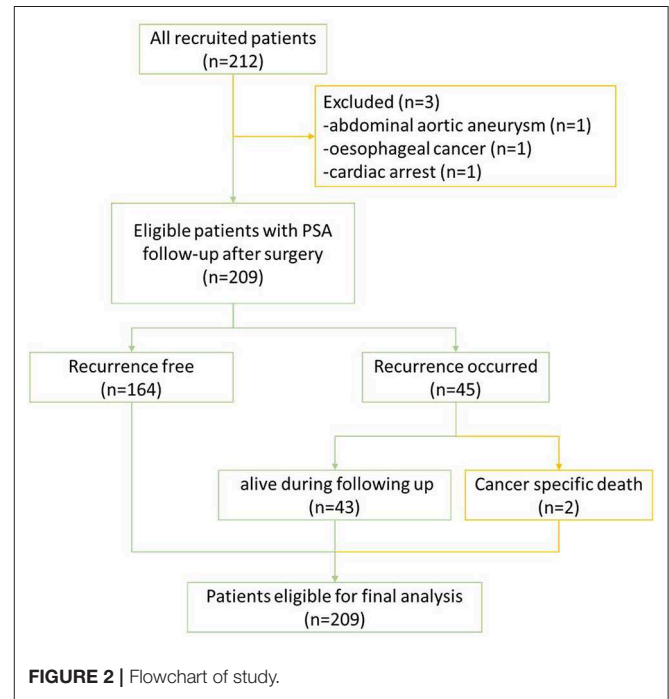 All recruited patients
(n=212)
Excluded (n=3)
-abdominal aortic aneurysm (n=1)
-oesophageal cancer (n=1)
-cardiac arrest (n=1)
Eligible patients with PSA
follow-up after surgery
(n=209)
Recurrence free
(n=164)
Recurrence occurred
(n=45)
alive during following up
(n=43)
Cancer specific death
(n=2)
Patients eligible for final analysis
(n=209)
FIGURE 2 | Flowchart of study.